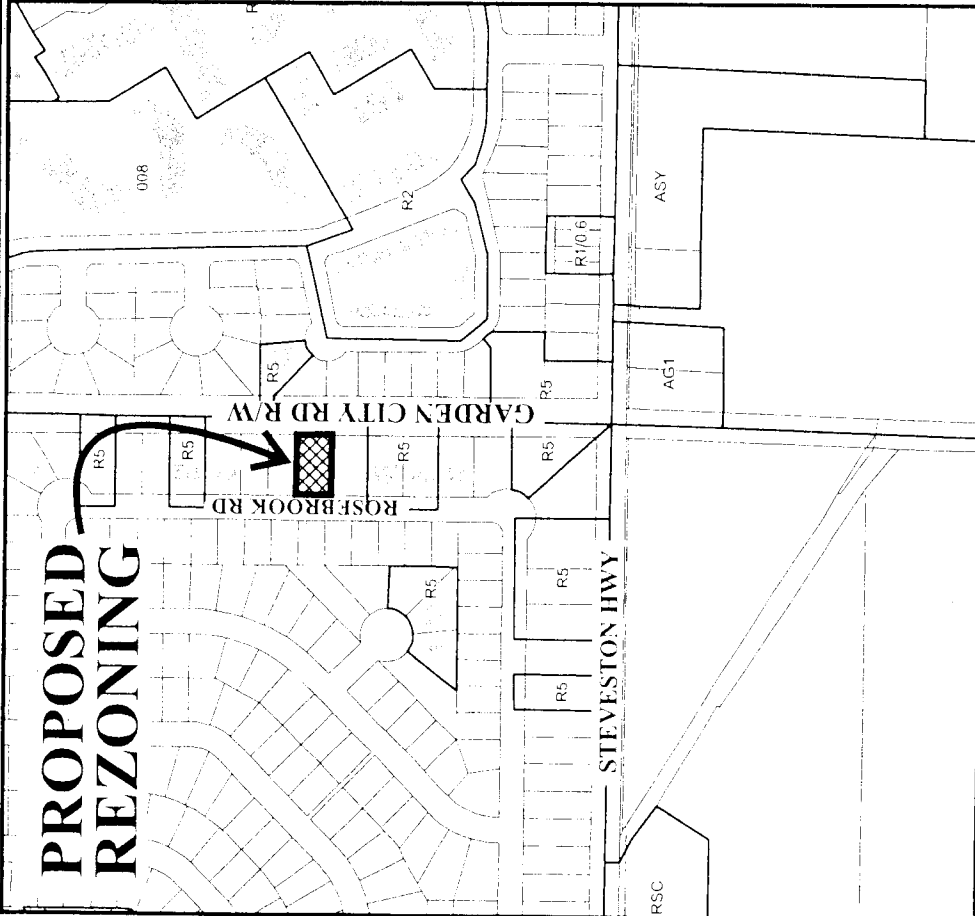 PROPOSED
REZONING
008
R2
R1/0.6
ASY
AG1
R5
R5
R5
R5
R5
R5
R5
R5
R5
GARDEN CITY RD R/W
ROSEBROOK RD
STEVESTON HWY
RSC